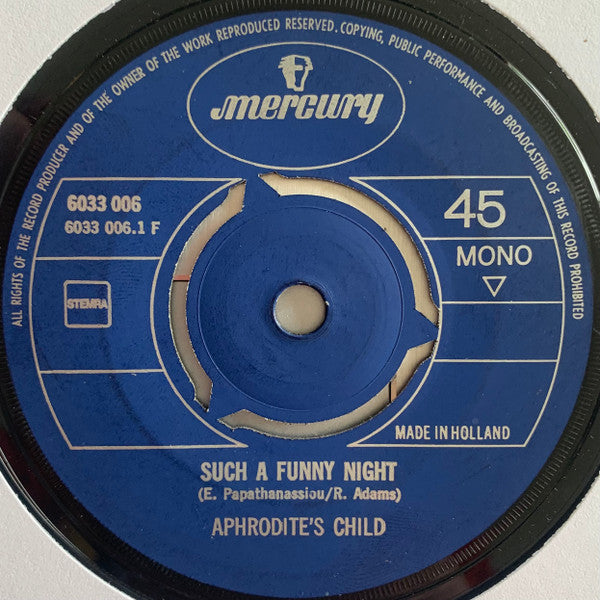 ALL RIGHTS OF THE RECORD PRODUCER AND OF THE OWNER OF THE WORK REPRODUCED RESERVED. COPYING, PUBLIC PERFORMANCE AND BROADCASTING OF THIS RECORD PROHIBITED
mercury
6033 006
6033 006.1 F
45
MONO
STEMRA
MADE IN HOLLAND
SUCH A FUNNY NIGHT
(E. Papathanassiou/R. Adams)
APHRODITE'S CHILD